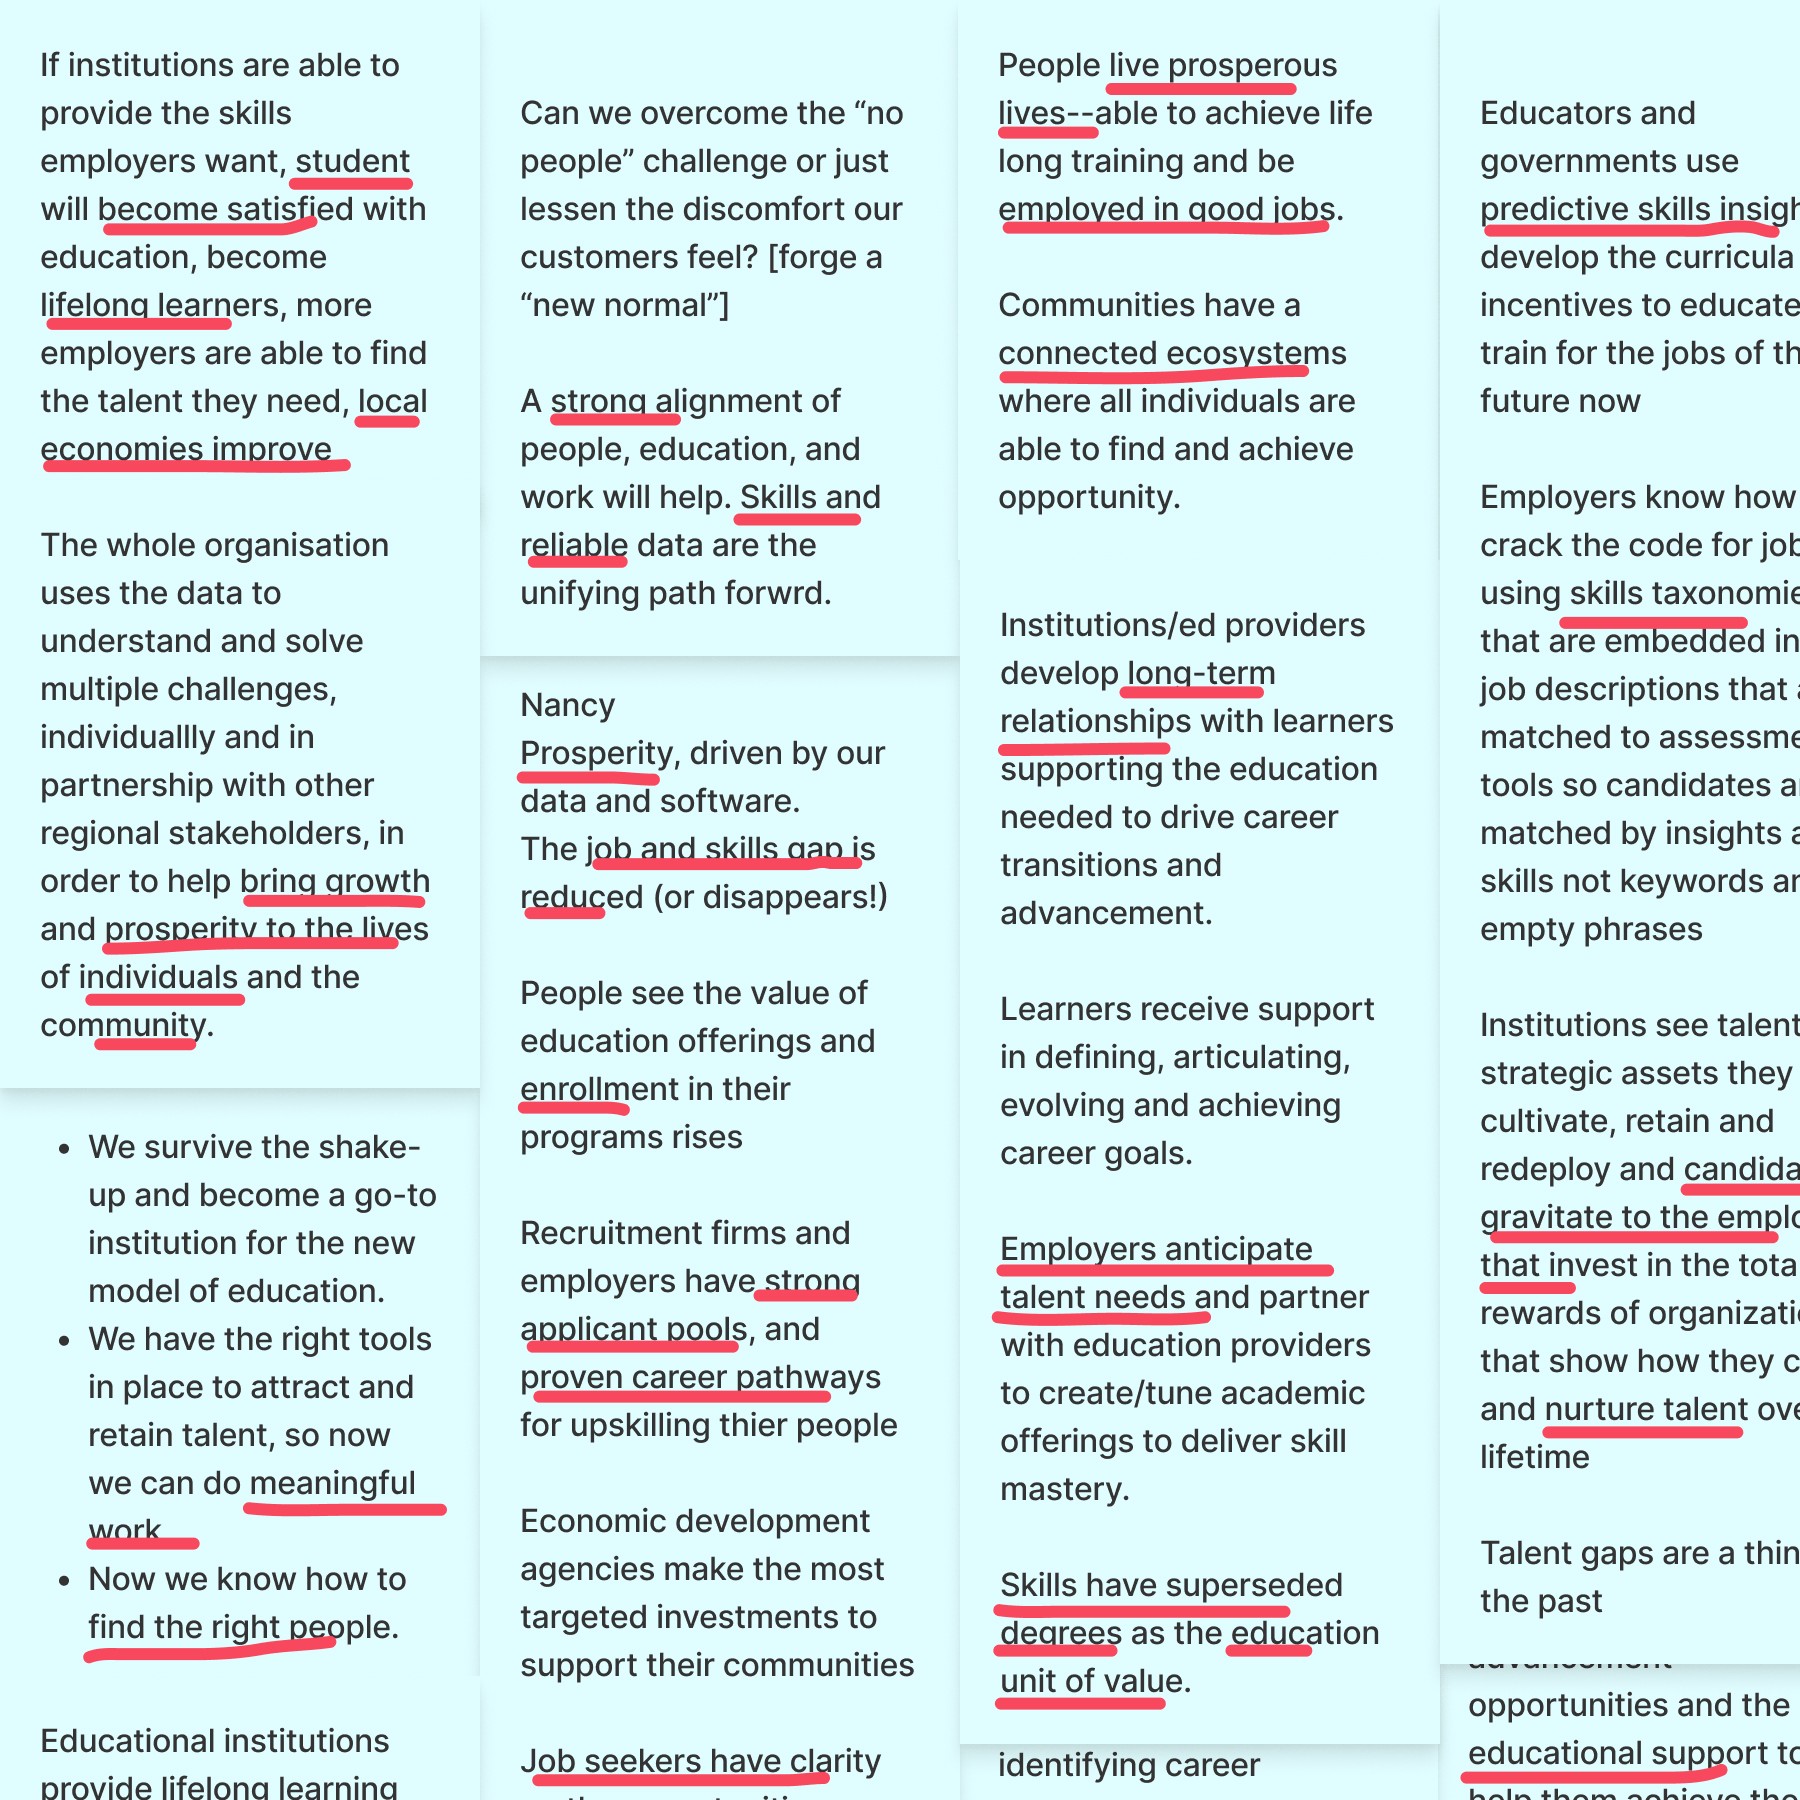 If institutions are able to
provide the skills
employers want, student
will become satisfied with
education, become
lifelong learners, more
employers are able to find
the talent they need, local
economies improve
The whole organisation
uses the data to
understand and solve
multiple challenges,
individuallly and in
partnership with other
regional stakeholders, in
order to help bring growth
and prosperity to the lives
of individuals and the
community.
• We survive the shake-
up and become a go-to
institution for the new
model of education.
• We have the right tools
in place to attract and
retain talent, so now
we can do meaningful
work
• Now we know how to
find the right people.
Educational institutions
provide lifelong learning
Can we overcome the “no
people” challenge or just
lessen the discomfort our
customers feel? [forge a
“new normal”]
A strong alignment of
people, education, and
work will help. Skills and
reliable data are the
unifying path forwrd.
Nancy
Prosperity, driven by our
data and software.
The job and skills gap is
reduced (or disappears!)
People see the value of
education offerings and
enrollment in their
programs rises
Recruitment firms and
employers have strong
applicant pools, and
proven career pathways
for upskilling thier people
Economic development
agencies make the most
targeted investments to
support their communities
Job seekers have clarity
People live prosperous
lives--able to achieve life
long training and be
employed in good jobs.
Communities have a
connected ecosystems
where all individuals are
able to find and achieve
opportunity.
Institutions/ed providers
develop long-term
relationships with learners
supporting the education
needed to drive career
transitions and
advancement.
Learners receive support
in defining, articulating,
evolving and achieving
career goals.
Employers anticipate
talent needs and partner
with education providers
to create/tune academic
offerings to deliver skill
mastery.
Skills have superseded
degrees as the education
unit of value.
identifying career
Educators and
governments use
predictive skills
develop the curricula
incentives to
train for the jobs of
future now
Employers know how
crack the code for
using skills
that are embedded in
job descriptions that
matched to
tools so candidates
matched by insights
skills not keywords
empty phrases
Institutions see talent
strategic assets they
cultivate, retain and
redeploy and
gravitate to the
that invest in the
rewards of
that show how they
and nurture talent
lifetime
Talent gaps are a
the past
opportunities and the
educational support
help them achieve